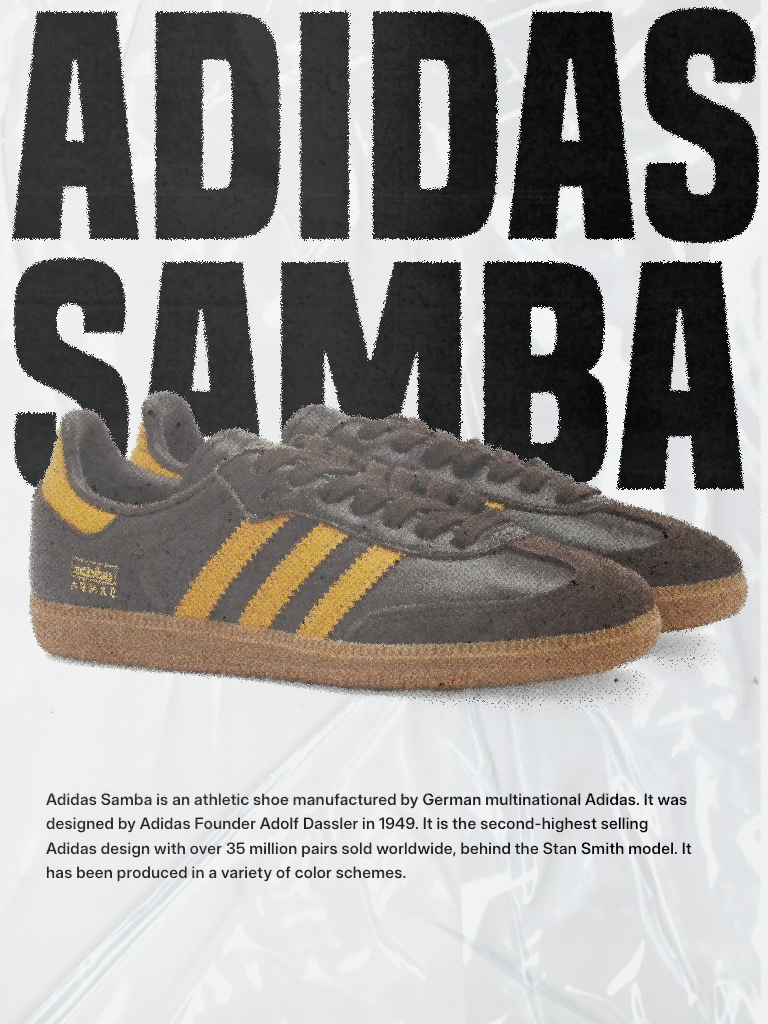 ADIDAS
SAMBA
Adidas Samba is an athletic shoe manufactured by German multinational Adidas. It was
designed by Adidas Founder Adolf Dassler in 1949. It is the second-highest selling
Adidas design with over 35 million pairs sold worldwide, behind the Stan Smith model. It
has been produced in a variety of color schemes.